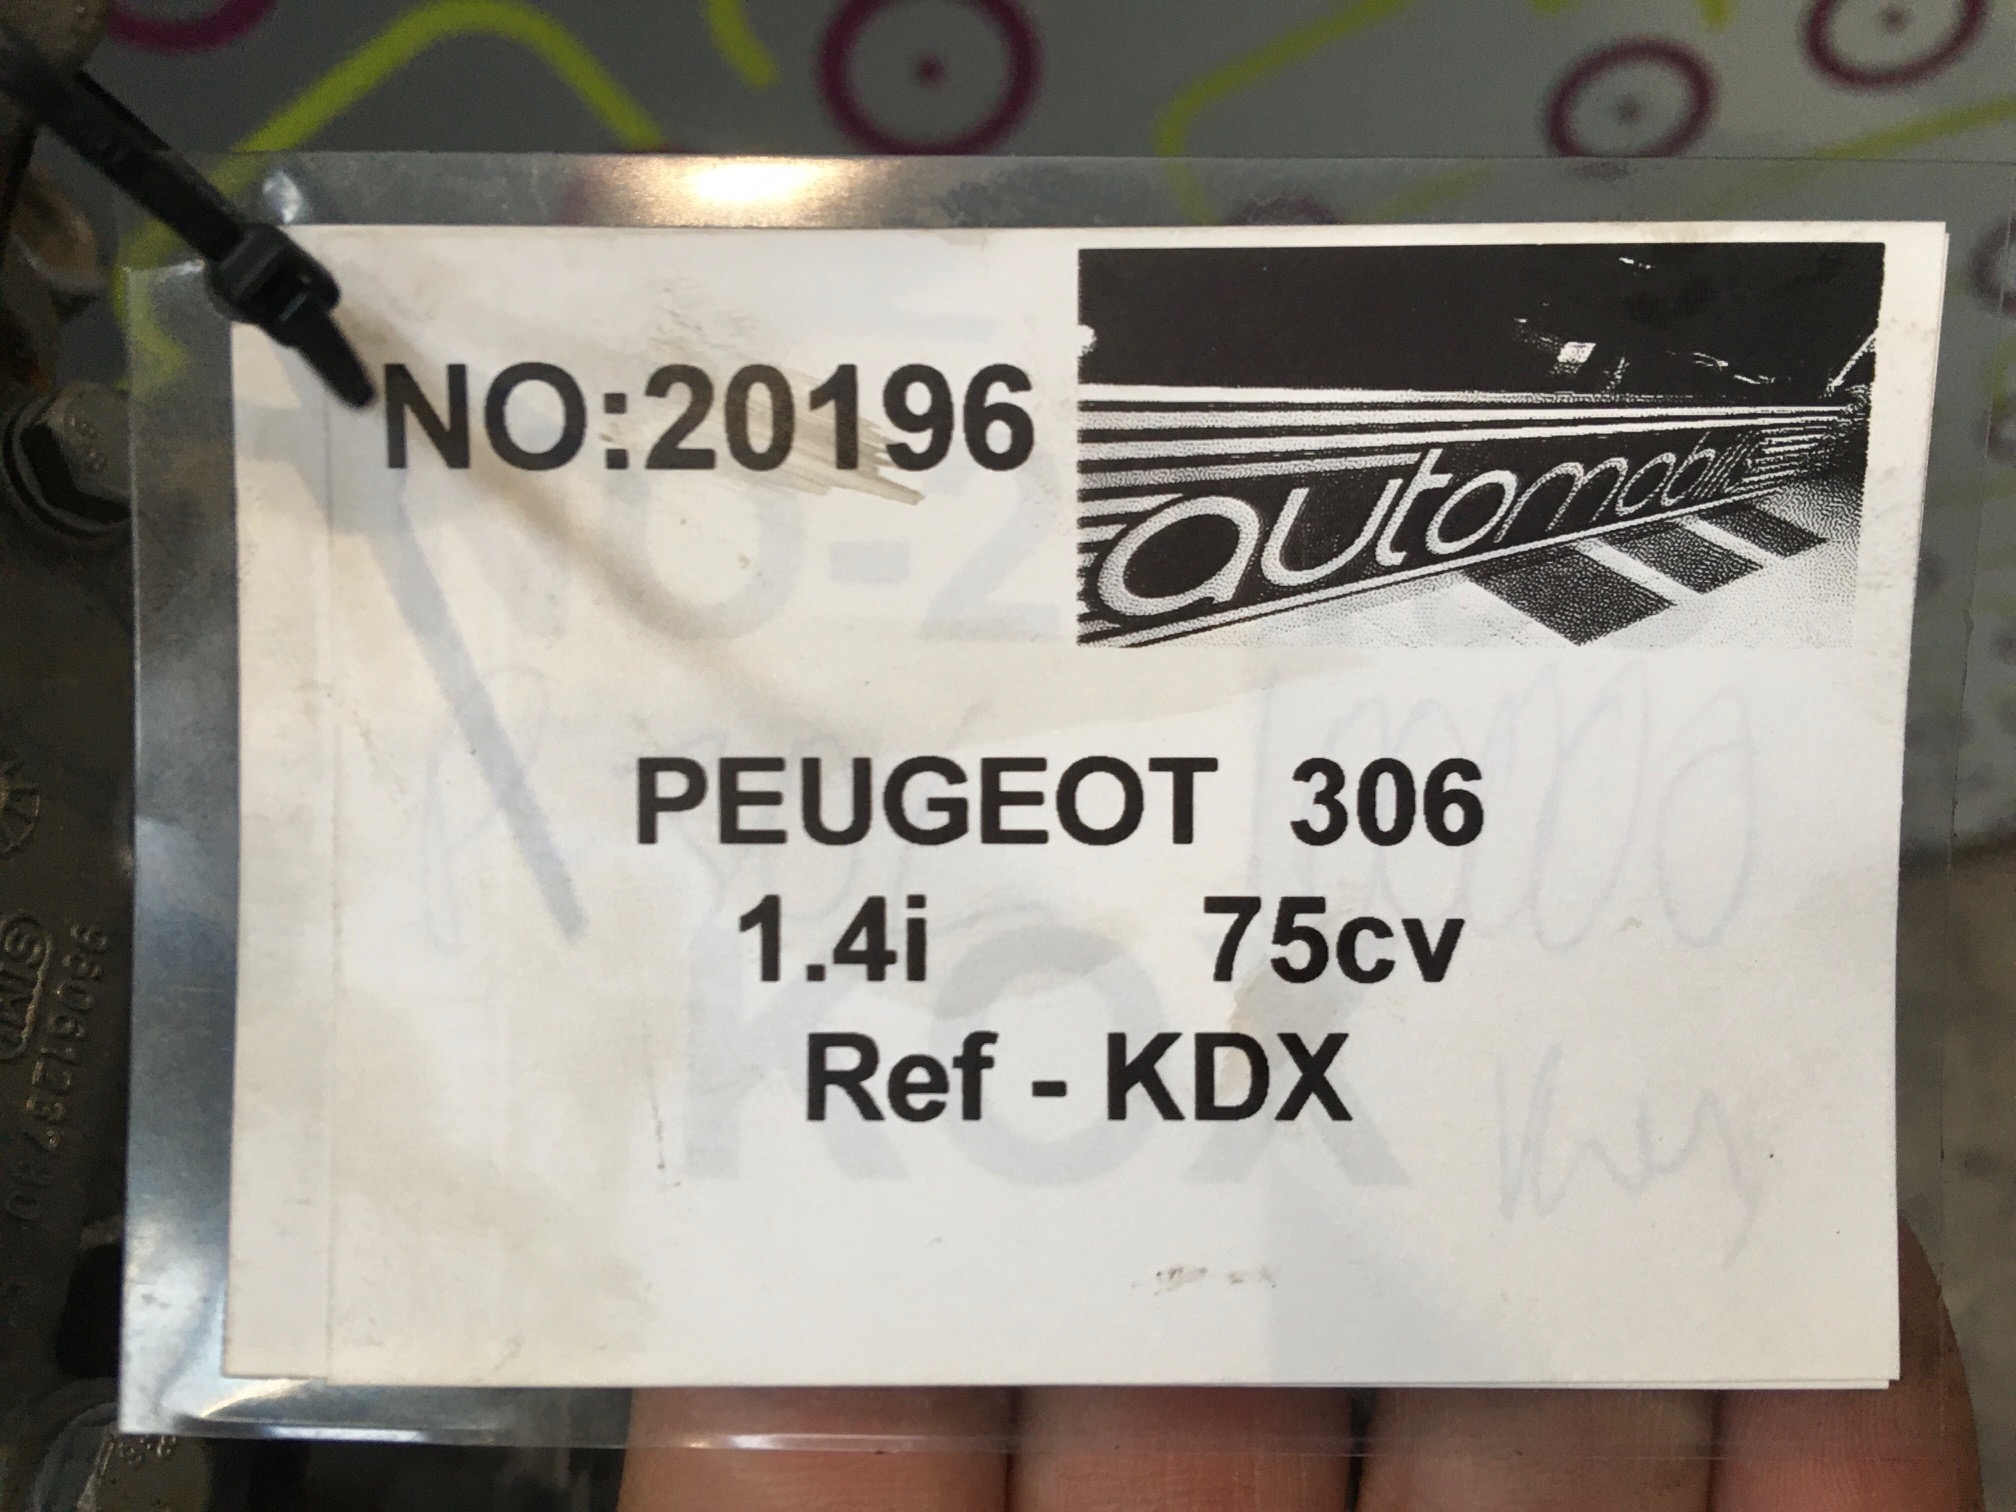 NO:20196
automobile
PEUGEOT 306
1.4i 75cv
Ref - KDX